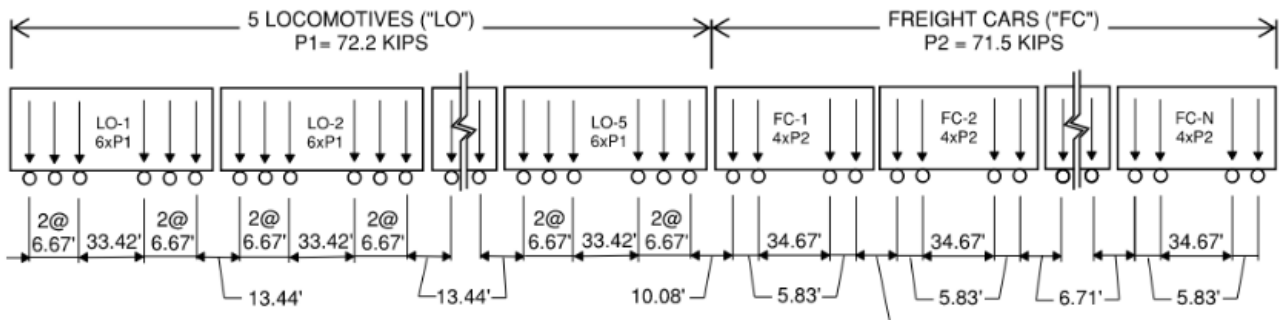 5 LOCOMOTIVES ("LO")
P1= 72.2 KIPS
FREIGHT CARS ("FC")
P2 = 71.5 KIPS
LO-1
6xP1
LO-2
6xP1
LO-5
6xP1
FC-1
4xP2
FC-2
4xP2
FC-N
4xP2
2@
6.67'
33.42'
2@
6.67'
2@
6.67'
33.42'
2@
6.67'
2@
6.67'
33.42'
2@
6.67'
34.67'
34.67'
34.67'
13.44'
13.44'
10.08'
5.83'
5.83'
6.71'
5.83'